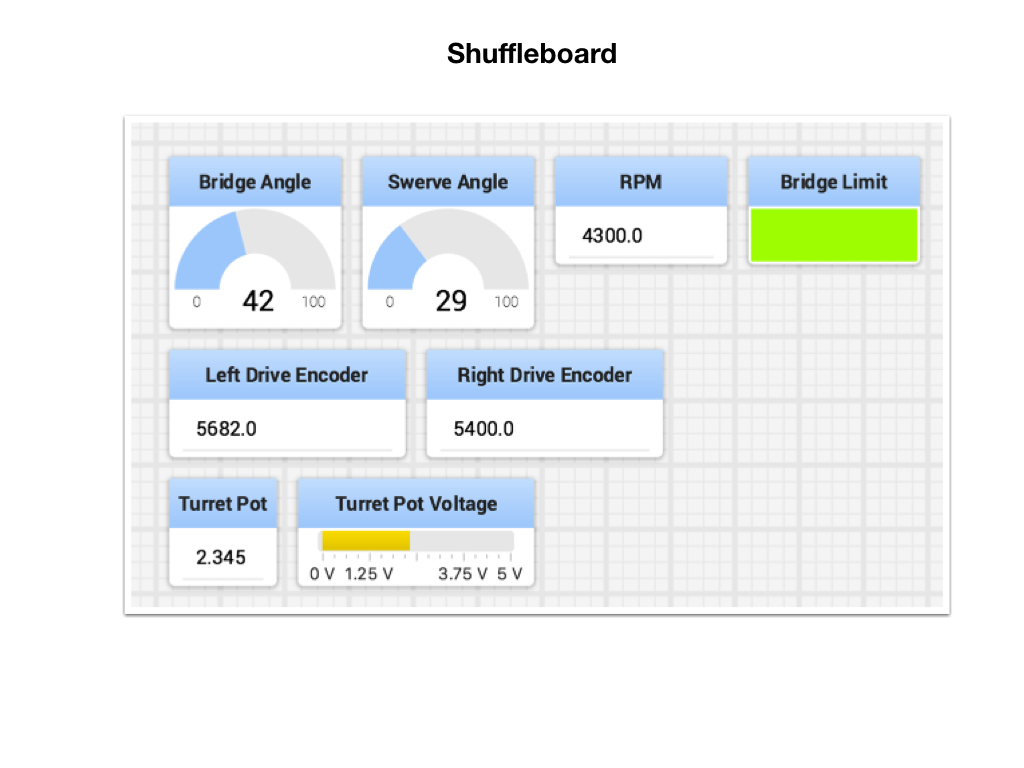 Shuffleboard
Bridge Angle
0 42 100
Swerve Angle
0 29 100
RPM
4300.0
Bridge Limit
Left Drive Encoder
5682.0
Right Drive Encoder
5400.0
Turret Pot
2.345
Turret Pot Voltage
0 V 1.25 V 3.75 V 5 V